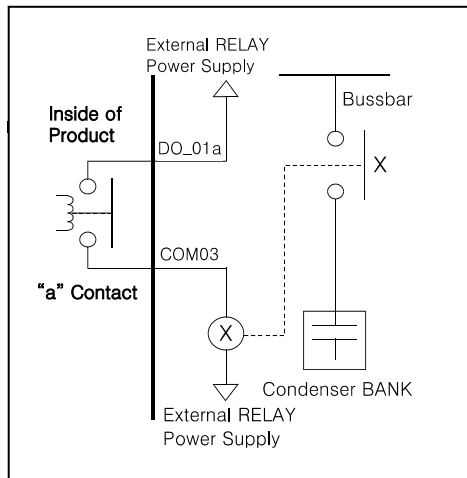 External RELAY
Power Supply
Bussbar
Inside of
Product
DO_01a
X
COM03
“a” Contact
X
Condenser BANK
External RELAY
Power Supply